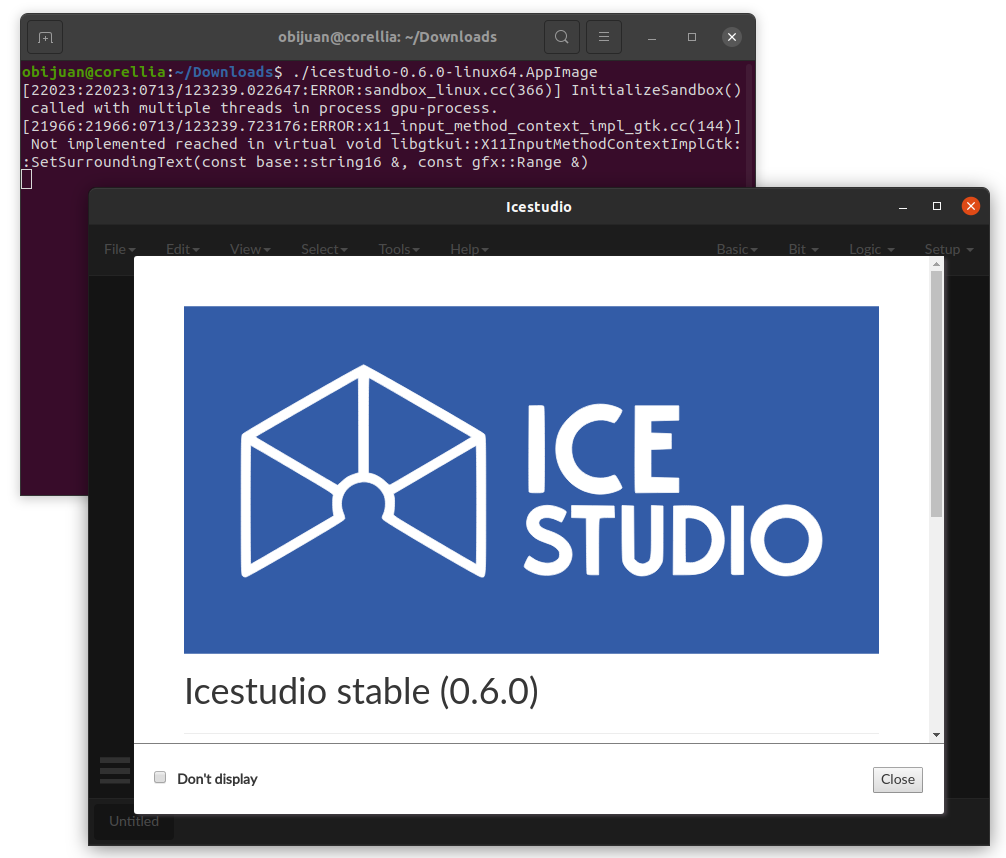 obijuan@corellia: ~/Downloads
obijuan@corellia:~/Downloads$ ./icestudio-0.6.0-linux64.AppImage
[22023:22023:0713/123239.022647:ERROR:sandbox_linux.cc(366)] InitializeSandbox()
 called with multiple threads in process gpu-process.
[21966:21966:0713/123239.723176:ERROR:x11_input_method_context_impl_gtk.cc(144)]
 Not implemented reached in virtual void libgtkui::X11InputMethodContextImplGtk:
:SetSurroundingText(const base::string16 &, const gfx::Range &)
Icestudio
File Edit View Select Tools Help Basic Bit Logic Setup
ICE
STUDIO
Icestudio stable (0.6.0)
Don't display Close
Untitled